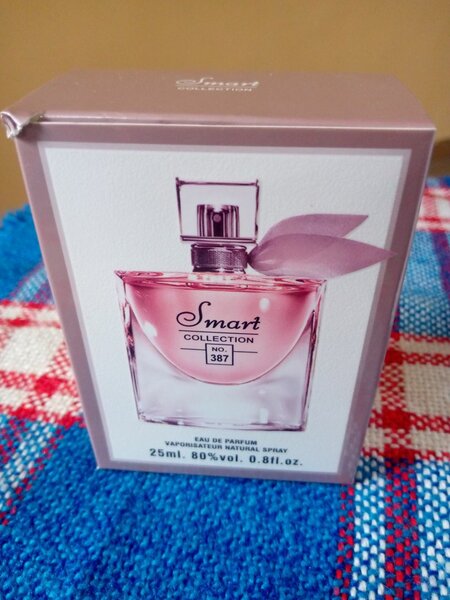 Smart
COLLECTION
Smart
COLLECTION
NO.
387
EAU DE PARFUM
VAPORISATEUR NATURAL SPRAY
25ml. 80%vol. 0.8fl.oz.